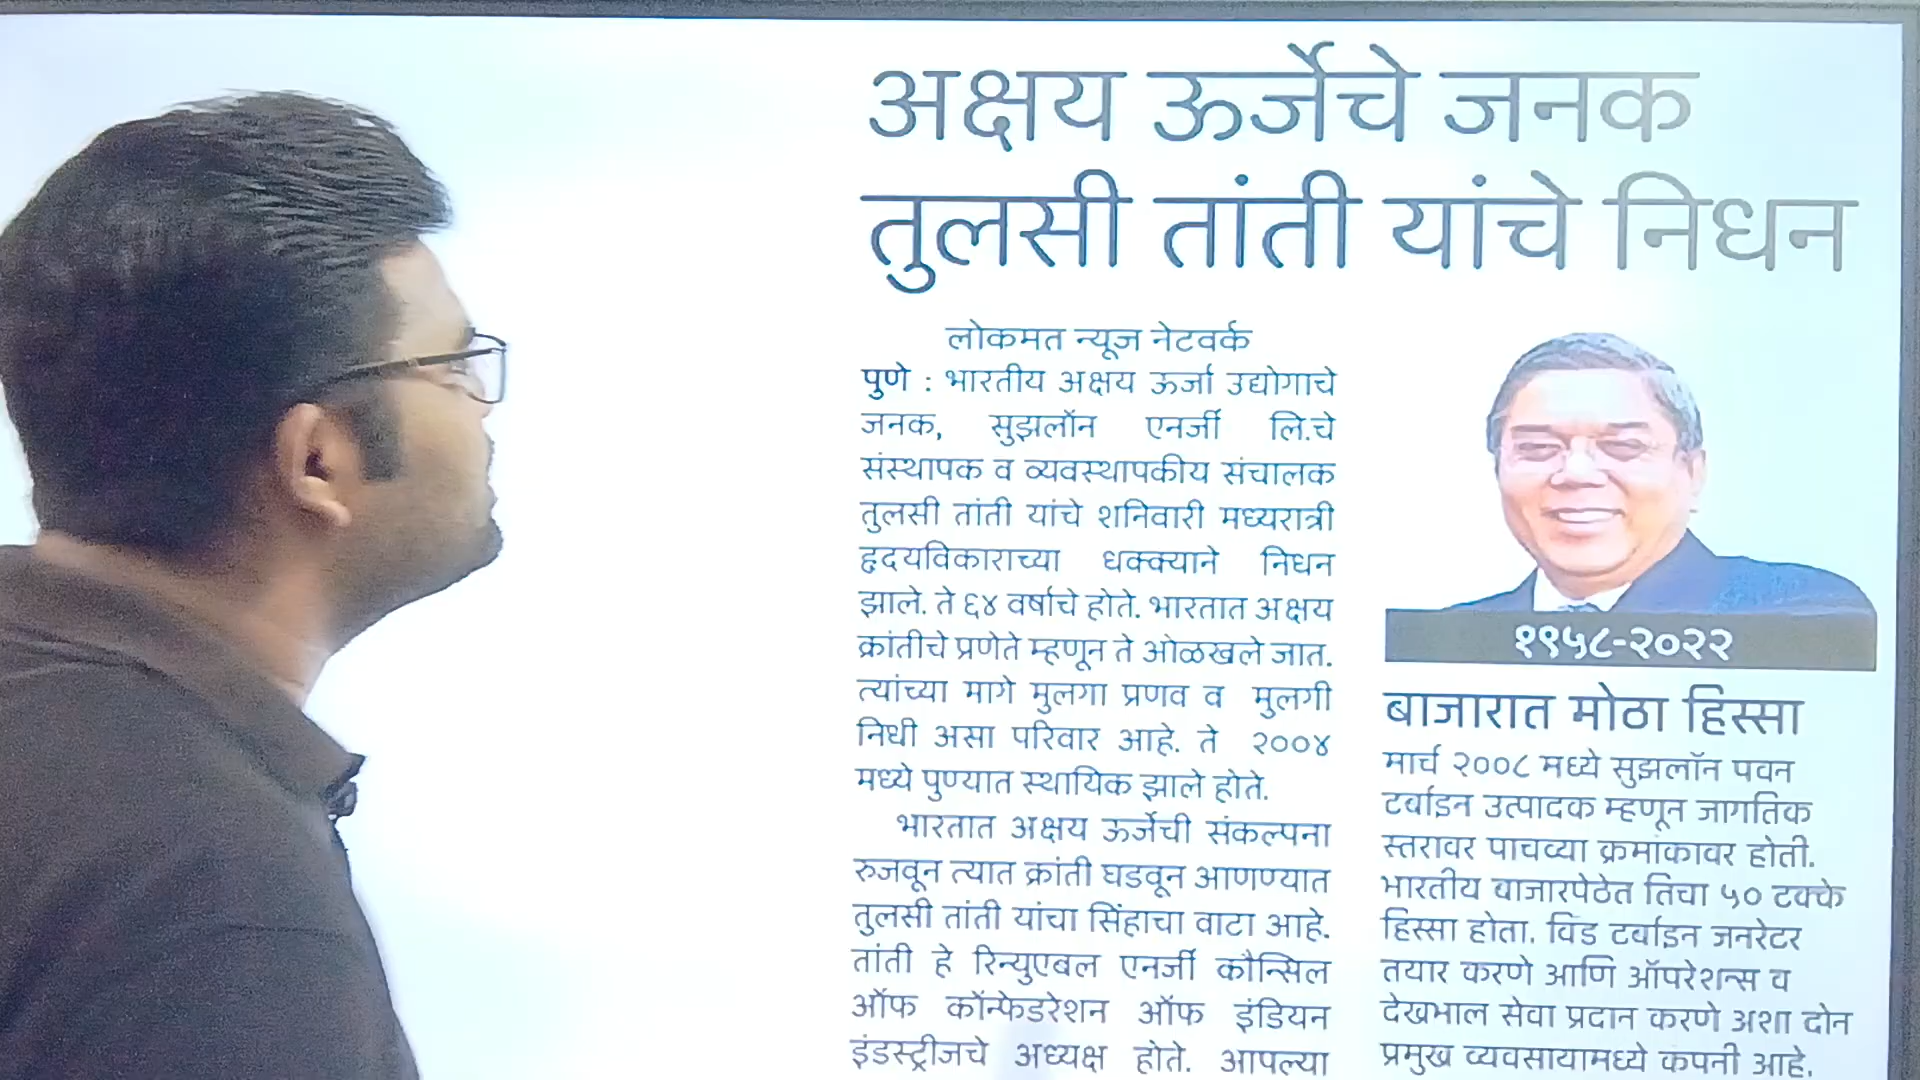 अक्षय ऊर्जेचे जनक
तुलसी तांती यांचे निधन
लोकमत न्यूज नेटवर्क
पुणे : भारतीय अक्षय ऊर्जा उद्योगाचे
जनक, सुझलॉन एनर्जी लि.चे
संस्थापक व व्यवस्थापकीय संचालक
तुलसी तांती यांचे शनिवारी मध्यरात्री
हृदयविकाराच्या धक्क्याने निधन
झाले. ते ६४ वर्षाचे होते. भारतात अक्षय
क्रांतीचे प्रणेते म्हणून ते ओळखले जात.
त्यांच्या मागे मुलगा प्रणव व मुलगी
निधी असा परिवार आहे. ते २००४
मध्ये पुण्यात स्थायिक झाले होते.
भारतात अक्षय ऊर्जेची संकल्पना
रुजवून त्यात क्रांती घडवून आणण्यात
तुलसी तांती यांचा सिंहाचा वाटा आहे.
तांती हे रिन्युएबल एनर्जी कौन्सिल
ऑफ कॉन्फेडरेशन ऑफ इंडियन
इंडस्ट्रीजचे अध्यक्ष होते. आपल्या
१९५८-२०२२
बाजारात मोठा हिस्सा
मार्च २००८ मध्ये सुझलॉन पवन
टर्बाइन उत्पादक म्हणून जागतिक
स्तरावर पाचव्या क्रमांकावर होती.
भारतीय बाजारपेठेत तिचा ५० टक्के
हिस्सा होता. विंड टर्बाइन जनरेटर
तयार करणे आणि ऑपरेशन्स व
देखभाल सेवा प्रदान करणे अशा दोन
प्रमुख व्यवसायामध्ये कंपनी आहे.